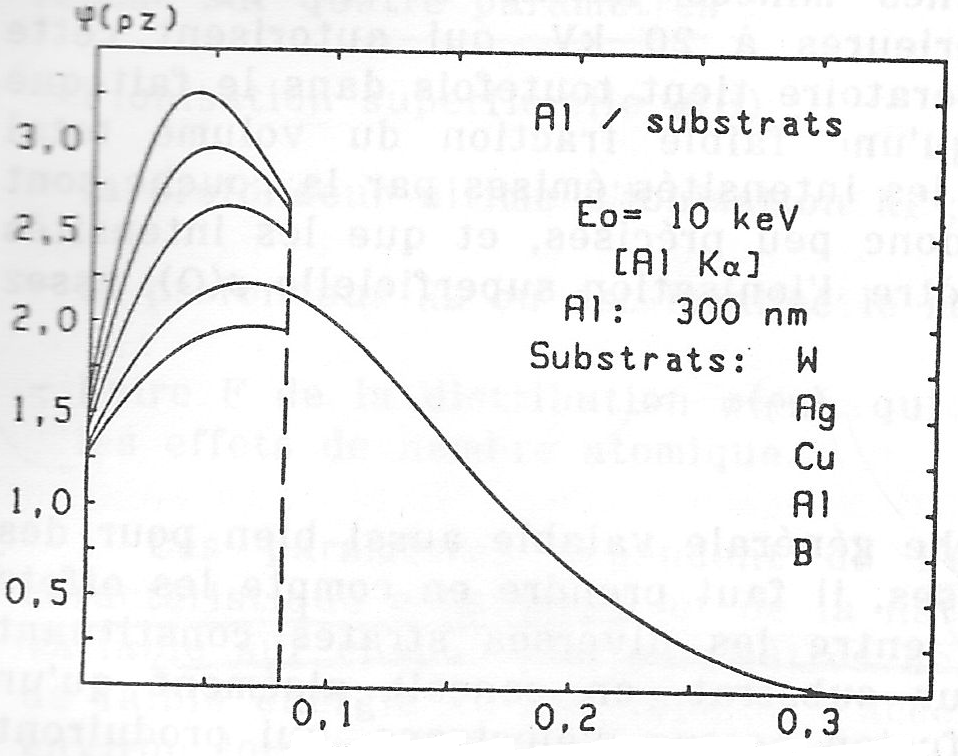 φ(ρz)
3,0
2,5
2,0
1,5
1,0
0,5
0,1
0,2
0,3
Al / substrats
Eo= 10 keV
[Al Kα]
Al: 300 nm
Substrats: W
Ag
Cu
Al
B